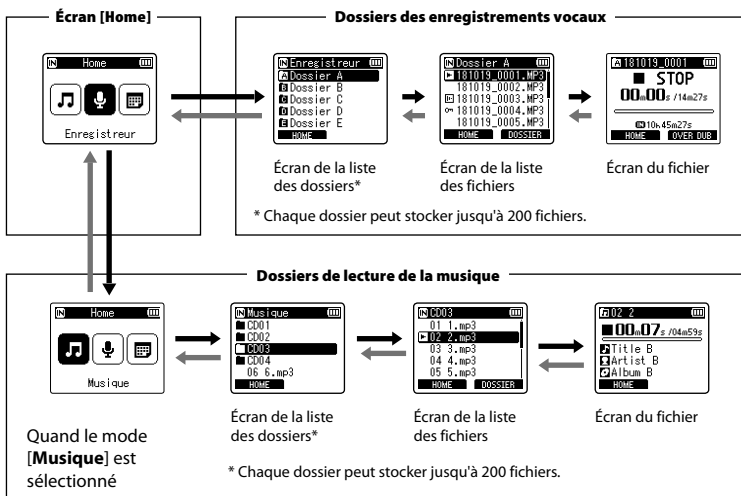 Écran [Home]
Home
Enregistreur
Dossiers des enregistrements vocaux
Enregistreur
Dossier A
Dossier B
Dossier C
Dossier D
Dossier E
HOME
Écran de la liste
des dossiers*
Dossier A
181019_0001.MP3
181019_0002.MP3
181019_0003.MP3
181019_0004.MP3
181019_0005.MP3
HOME DOSSIER
Écran de la liste
des fichiers
181019_0001
STOP
00m00s /14m27s
10h45m27s
HOME OVER DUB
Écran du fichier
* Chaque dossier peut stocker jusqu'à 200 fichiers.
Dossiers de lecture de la musique
Home
Musique
Quand le mode
[Musique] est
sélectionné
Musique
CD01
CD02
CD03
CD04
06 6.mp3
HOME
Écran de la liste
des dossiers*
CD03
01 1.mp3
02 2.mp3
03 3.mp3
04 4.mp3
05 5.mp3
HOME DOSSIER
Écran de la liste
des fichiers
02 2
00m07s /04m59s
Title B
Artist B
Album B
HOME
Écran du fichier
* Chaque dossier peut stocker jusqu'à 200 fichiers.